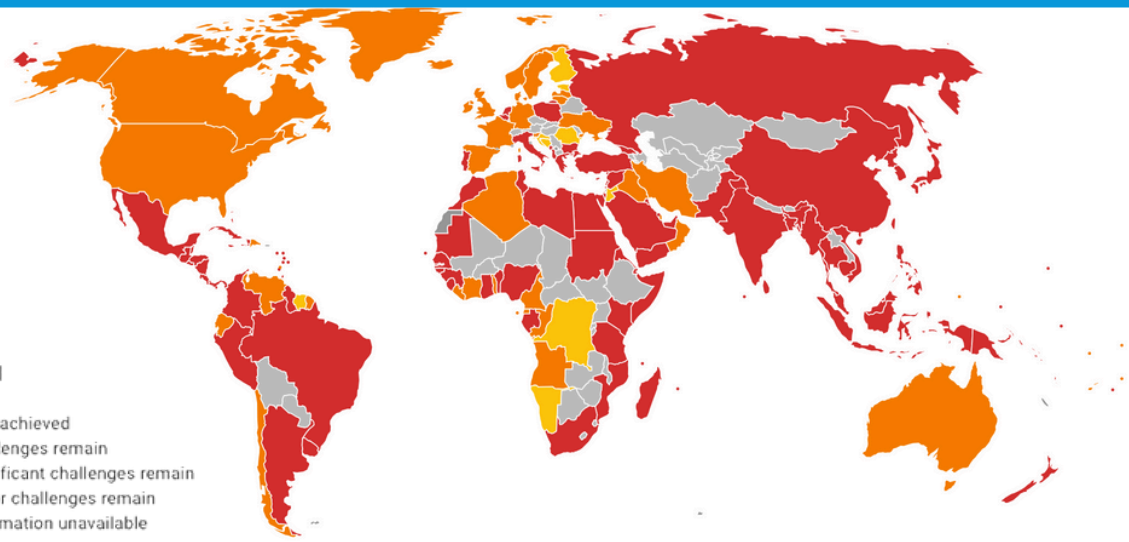 achieved
lenges remain
ficant challenges remain
r challenges remain
mation unavailable